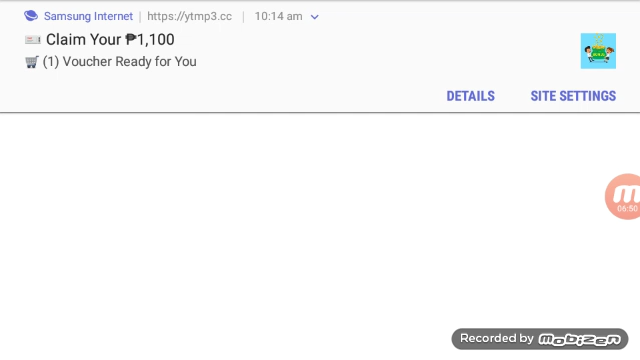 Samsung Internet | https://ytmp3.cc | 10:14 am
Claim Your ₱1,100
(1) Voucher Ready for You
DETAILS SITE SETTINGS
06:50
Recorded by mobizen